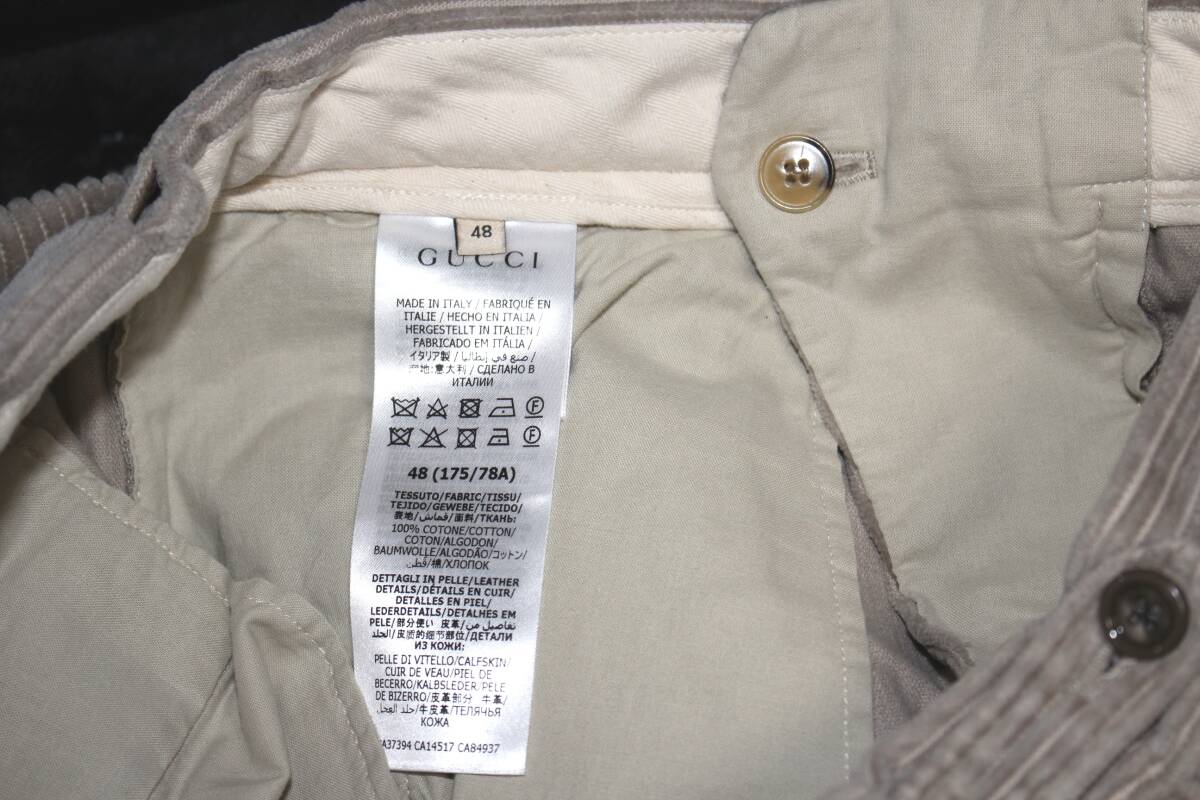 48
GUCCI
MADE IN ITALY / FABRIQUÉ EN
ITALIE / HECHO EN ITALIA /
HERGESTELLT IN ITALIEN /
FABRICADO EM ITÁLIA /
イタリア製 / صنع في إيطاليا /
地:意大利 / СДЕЛАНО В
ИТАЛИИ
F
F
48 (175/78A)
TESSUTO/FABRIC/TISSU/
TEJIDO/GEWEBE/TECIDO/
表地/قماش/面料/ТКАНЬ:
100% COTONE/COTTON/
COTON/ALGODON/
BAUMWOLLE/ALGODÃO/コットン/
قطن/棉/ХЛОПОК
DETTAGLI IN PELLE/LEATHER
DETAILS/DÉTAILS EN CUIR/
DETALLES EN PIEL/
LEDERDETAILS/DETALHES EM
PELE/部分使い 皮革/تفاصيل من
الجلد/皮质的细节部位/ДЕТАЛИ
ИЗ КОЖИ:
PELLE DI VITELLO/CALFSKIN/
CUIR DE VEAU/PIEL DE
BECERRO/KALBSLEDER/PELE
DE BIZERRO/皮革部分 牛革/
جلد العجل/牛皮革/ТЕЛЯЧЬЯ
КОЖА
A37394 CA14517 CA84937